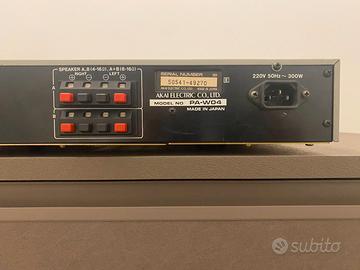 SPEAKER A,B(4-16Ω), A+B(8-16Ω)
RIGHT LEFT
A
B
SERIAL NUMBER
50541-49270
AKAI ELECTRIC CO., LTD.
MODEL NO PA-W04
MADE IN JAPAN
E
220V 50Hz~ 300W
subito